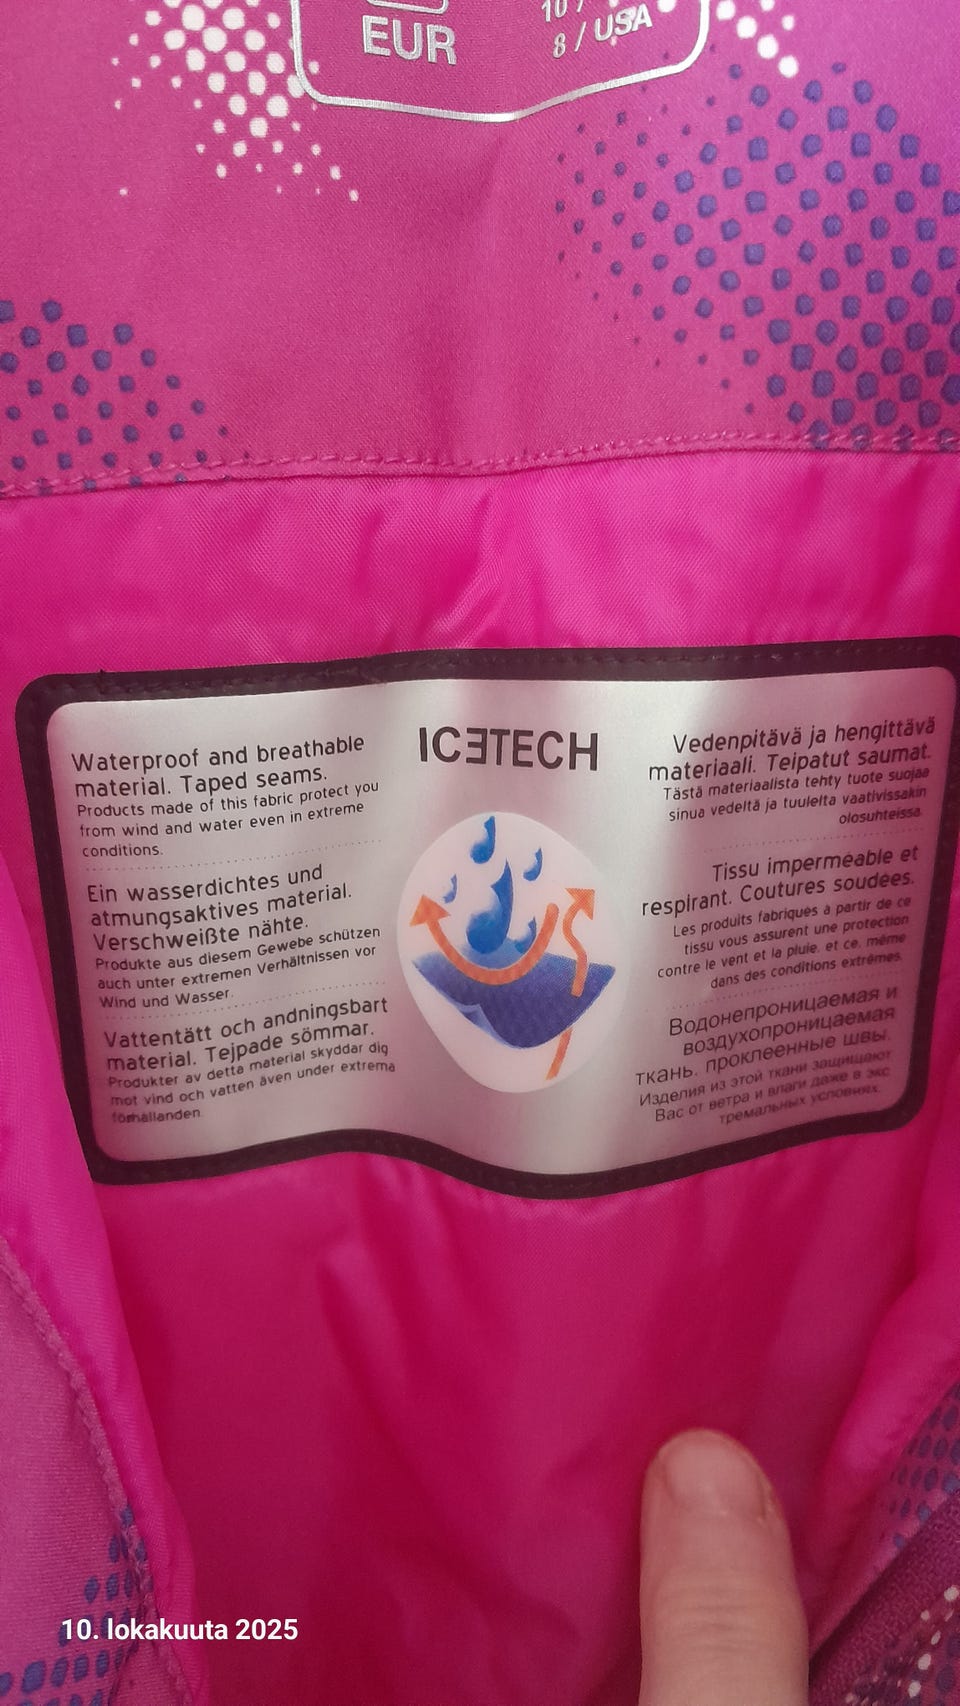 EUR
10 /
8 / USA
ICETECH
Waterproof and breathable
material. Taped seams.
Products made of this fabric protect you
from wind and water even in extreme
conditions.
Ein wasserdichtes und
atmungsaktives material.
Verschweißte nähte.
Produkte aus diesem Gewebe schützen
auch unter extremen Verhältnissen vor
Wind und Wasser.
Vattentätt och andningsbart
material. Tejpade sömmar.
Produkter av detta material skyddar dig
mot vind och vatten även under extrema
förhållanden.
Vedenpitävä ja hengittävä
materiaali. Teipatut saumat.
Tästä materiaalista tehty tuote suojaa
sinua vedeltä ja tuulelta vaativissakin
olosuhteissa.
Tissu imperméable et
respirant. Coutures soudées.
Les produits fabriqués à partir de ce
tissu vous assurent une protection
contre le vent et la pluie, et ce, même
dans des conditions extrêmes.
Водонепроницаемая и
воздухопроницаемая
ткань, проклеенные швы.
Изделия из этой ткани защищают
Вас от ветра и влаги даже в экс
тремальных условиях.
10. lokakuuta 2025